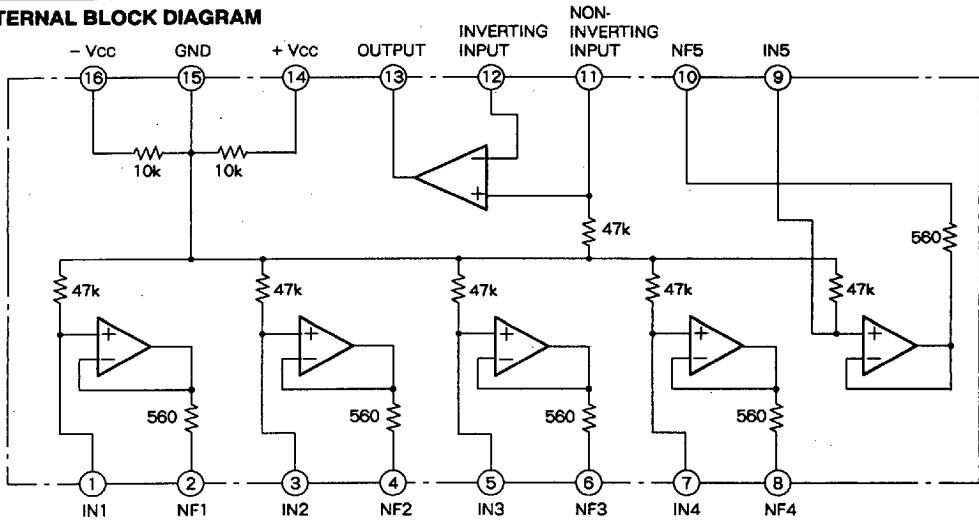 TERNAL BLOCK DIAGRAM
− Vcc
GND
+ Vcc
OUTPUT
INVERTING
INPUT
NON-
INVERTING
INPUT
NF5
IN5
16
15
14
13
12
11
10
9
10k
10k
−
+
47k
560
47k
47k
47k
47k
47k
+
−
+
−
+
−
+
−
+
−
560
560
560
560
1
2
3
4
5
6
7
8
IN1
NF1
IN2
NF2
IN3
NF3
IN4
NF4